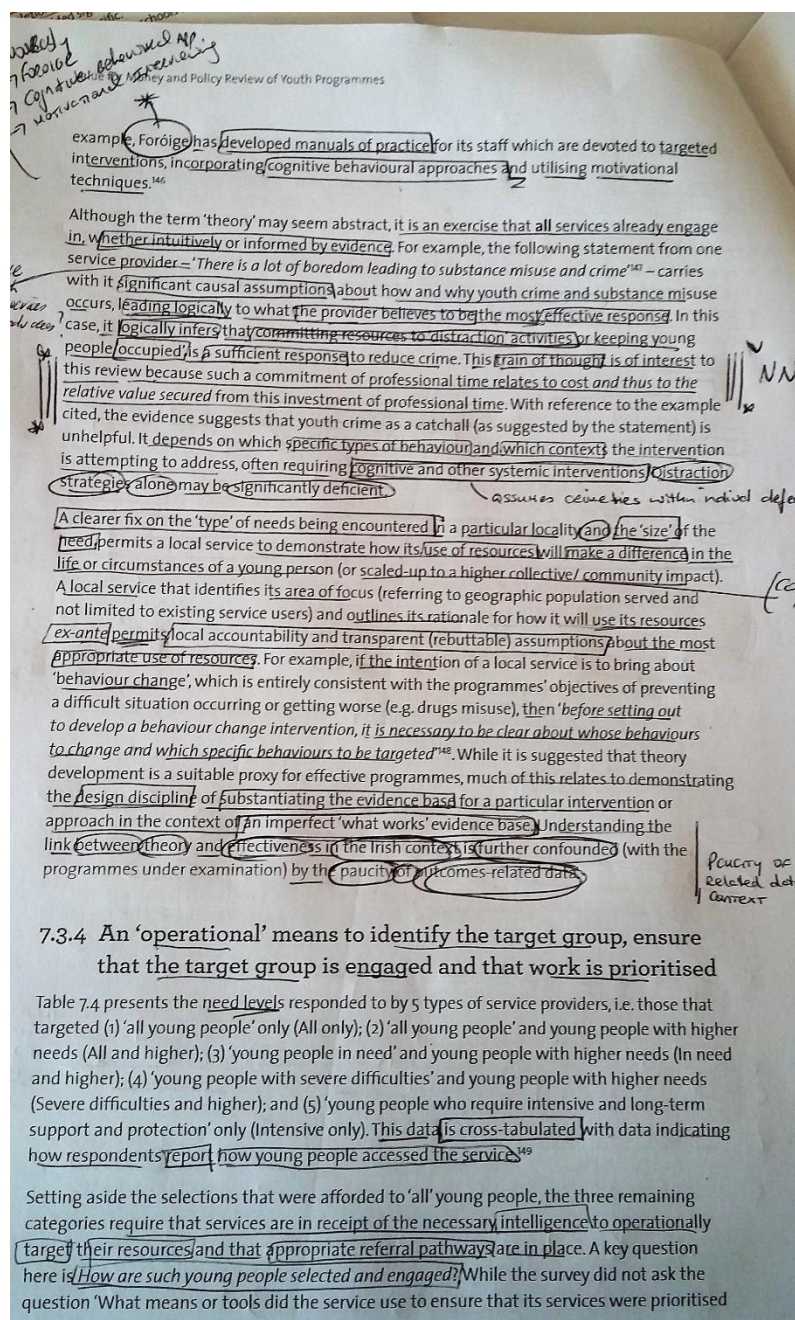 Foróige
→ Cognitive Behavioural App.
→ Motivational Interviewing
Money and Policy Review of Youth Programmes
example, Foróige has developed manuals of practice for its staff which are devoted to targeted
interventions, incorporating cognitive behavioural approaches and utilising motivational
techniques.¹⁴⁶
Although the term 'theory' may seem abstract, it is an exercise that all services already engage
in, whether intuitively or informed by evidence. For example, the following statement from one
service provider – 'There is a lot of boredom leading to substance misuse and crime'¹⁴⁷ – carries
with it significant causal assumptions about how and why youth crime and substance misuse
occurs, leading logically to what the provider believes to be the most effective response. In this
case, it logically infers that committing resources to 'distraction' activities or keeping young
people 'occupied' is a sufficient response to reduce crime. This train of thought is of interest to
this review because such a commitment of professional time relates to cost and thus to the
relative value secured from this investment of professional time. With reference to the example
cited, the evidence suggests that youth crime as a catchall (as suggested by the statement) is
unhelpful. It depends on which specific types of behaviour and which contexts the intervention
is attempting to address, often requiring cognitive and other systemic interventions. Distraction
strategies alone may be significantly deficient.
assumes within
A clearer fix on the 'type' of needs being encountered in a particular locality and the 'size' of the
need, permits a local service to demonstrate how its use of resources will make a difference in the
life or circumstances of a young person (or scaled-up to a higher collective/ community impact).
A local service that identifies its area of focus (referring to geographic population served and
not limited to existing service users) and outlines its rationale for how it will use its resources
ex-ante permits local accountability and transparent (rebuttable) assumptions about the most
appropriate use of resources. For example, if the intention of a local service is to bring about
'behaviour change', which is entirely consistent with the programmes' objectives of preventing
a difficult situation occurring or getting worse (e.g. drugs misuse), then 'before setting out
to develop a behaviour change intervention, it is necessary to be clear about whose behaviours
to change and which specific behaviours to be targeted'¹⁴⁸. While it is suggested that theory
development is a suitable proxy for effective programmes, much of this relates to demonstrating
the design discipline of substantiating the evidence base for a particular intervention or
approach in the context of an imperfect 'what works' evidence base. Understanding the
link between theory and effectiveness in the Irish context is further confounded (with the
programmes under examination) by the paucity of outcomes-related data.
Paucity of
Related dat
Context
7.3.4 An 'operational' means to identify the target group, ensure
that the target group is engaged and that work is prioritised
Table 7.4 presents the need levels responded to by 5 types of service providers, i.e. those that
targeted (1) 'all young people' only (All only); (2) 'all young people' and young people with higher
needs (All and higher); (3) 'young people in need' and young people with higher needs (In need
and higher); (4) 'young people with severe difficulties' and young people with higher needs
(Severe difficulties and higher); and (5) 'young people who require intensive and long-term
support and protection' only (Intensive only). This data is cross-tabulated with data indicating
how respondents report how young people accessed the service.¹⁴⁹
Setting aside the selections that were afforded to 'all' young people, the three remaining
categories require that services are in receipt of the necessary intelligence to operationally
target their resources and that appropriate referral pathways are in place. A key question
here is How are such young people selected and engaged? While the survey did not ask the
question 'What means or tools did the service use to ensure that its services were prioritised